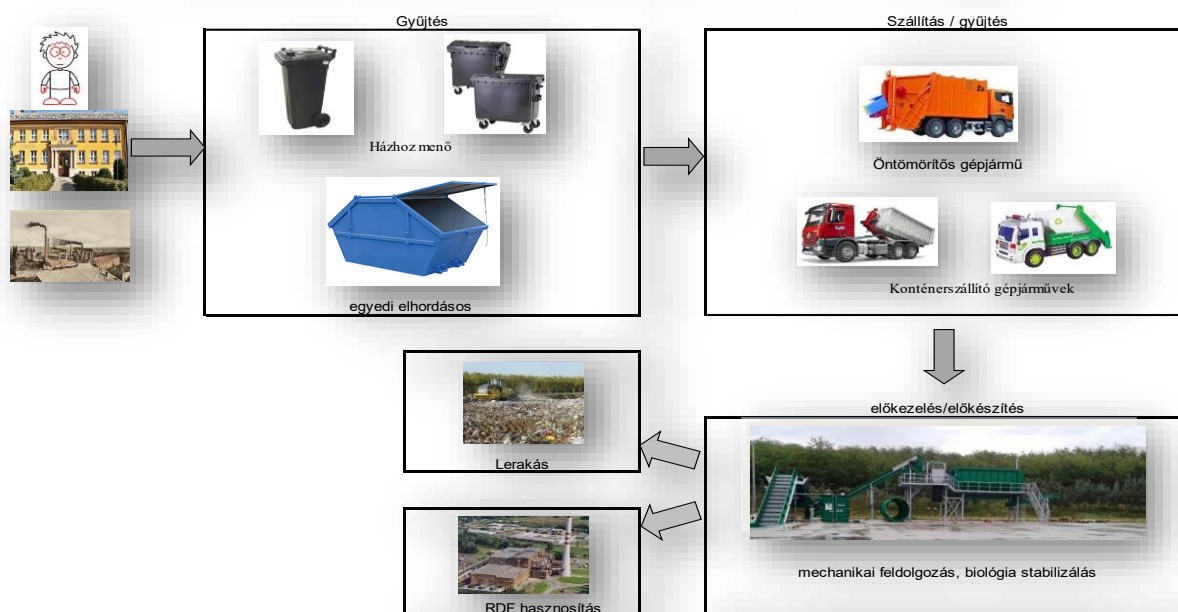 Gyűjtés
Házhoz menő
egyedi elhordásos
Szállítás / gyűjtés
Öntömörítős gépjármű
Konténerszállító gépjárművek
előkezelés/előkészítés
mechanikai feldolgozás, biológia stabilizálás
Lerakás
RDF hasznosítás